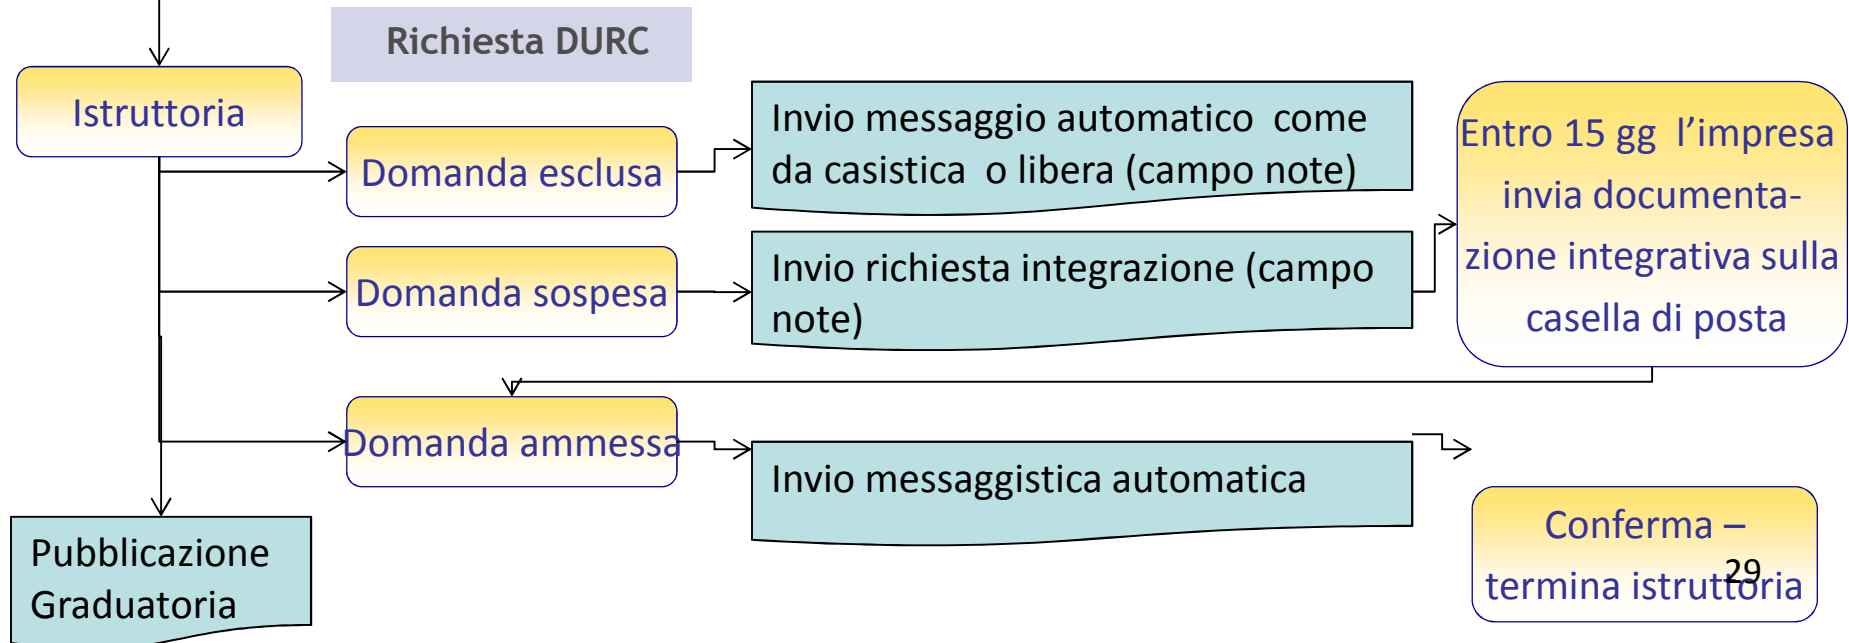 Richiesta DURC
Istruttoria
Domanda esclusa
Invio messaggio automatico  come
da casistica  o libera (campo note)
Entro 15 gg  l’impresa
invia documenta-
zione integrativa sulla
casella di posta
Domanda sospesa
Invio richiesta integrazione (campo
note)
Domanda ammessa
Invio messaggistica automatica
Conferma –
termina istruttoria
29
Pubblicazione
Graduatoria